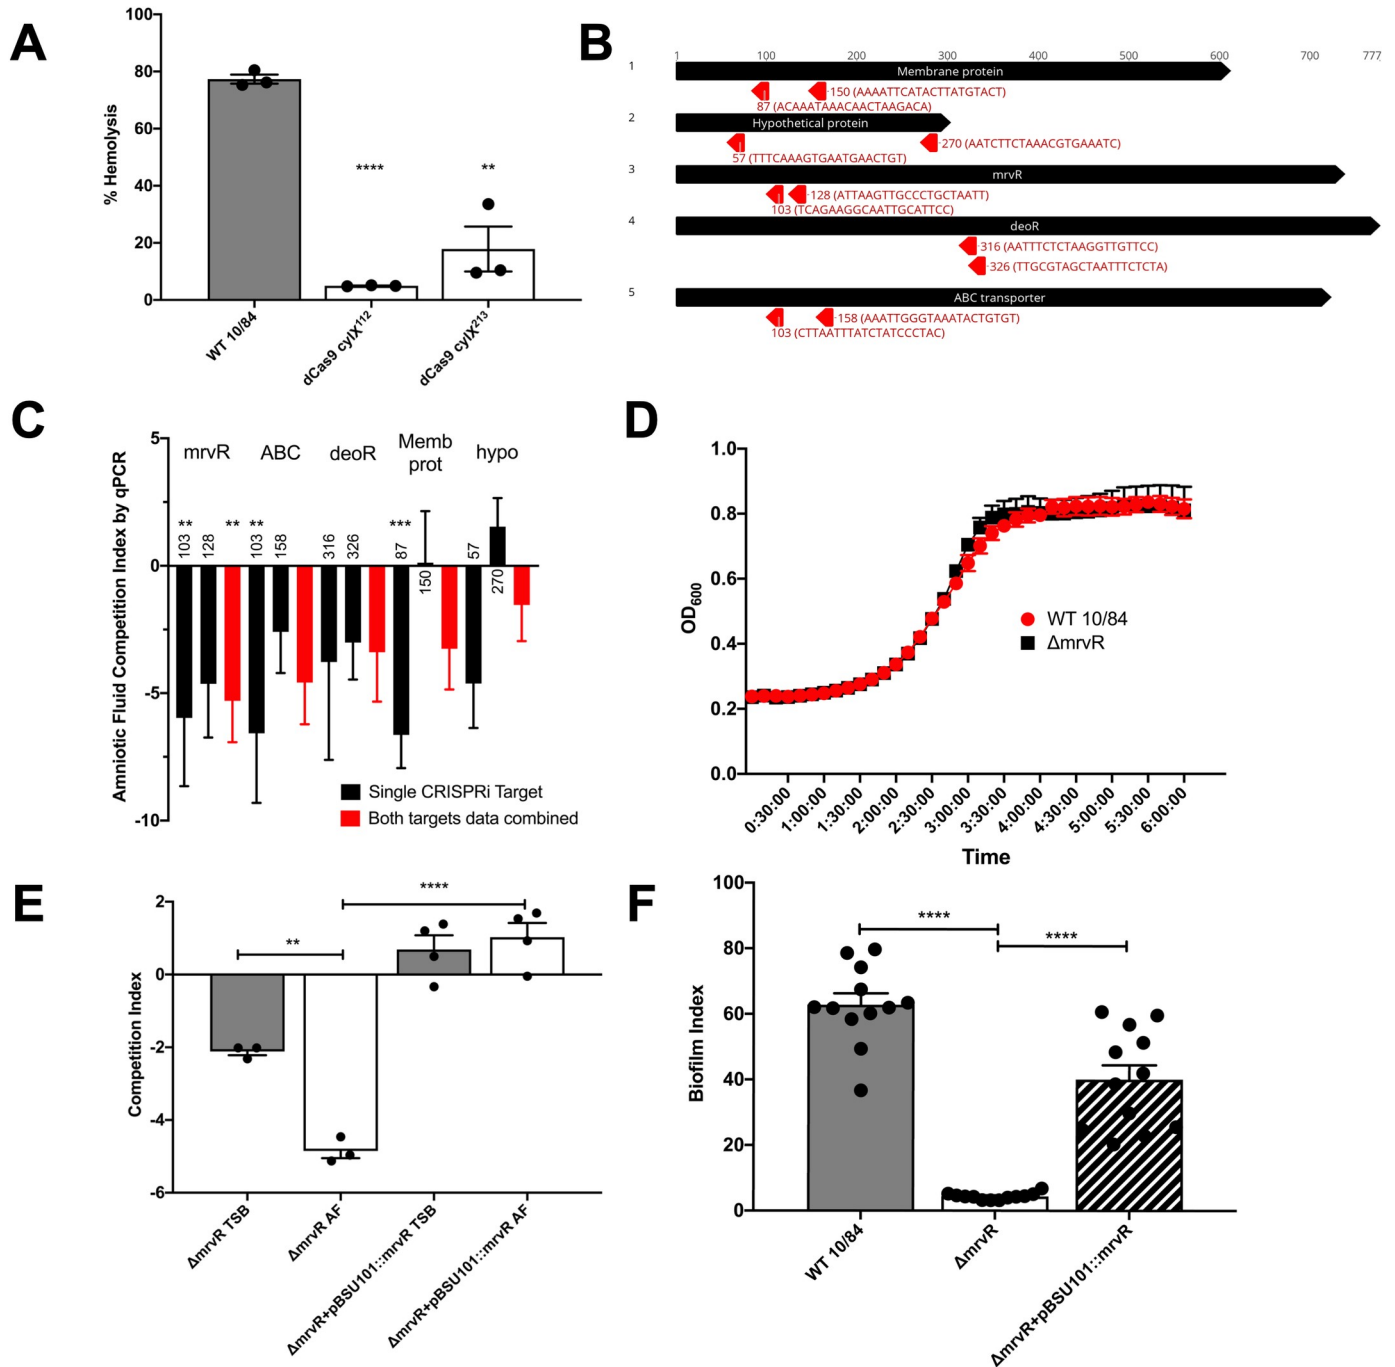 A
100
80
60
40
20
0
% Hemolysis
****
**
WT 10/84
dCas9 cylX112
dCas9 cylX213
B
1 100 200 300 400 500 600 700 777
1
Membrane protein
150 (AAAATTCATACTTATGTACT)
87 (ACAAATAAACAACTAAGACA)
2
Hypothetical protein
270 (AATCTTCTAAACGTGAAATC)
57 (TTTCAAAGTGAATGAACTGT)
3
mrvR
128 (ATTAAGTTGCCCTGCTAATT)
103 (TCAGAAGGCAATTGCATTCC)
4
deoR
316 (AATTTCTCTAAGGTTGTTCC)
326 (TTGCGTAGCTAATTTCTCTA)
5
ABC transporter
158 (AAATTGGGTAAATACTGTGT)
103 (CTTAATTTATCTATCCCTAC)
C
5
0
-5
-10
Amniotic Fluid Competition Index by qPCR
mrvR ABC deoR Memb prot hypo
** ** ** ***
103 128 103 158 316 326 87 150 57 270
Single CRISPRi Target
Both targets data combined
D
1.0
0.8
0.6
0.4
0.2
0.0
OD600
WT 10/84
ΔmrvR
0:30:00 1:00:00 1:30:00 2:00:00 2:30:00 3:00:00 3:30:00 4:00:00 4:30:00 5:00:00 5:30:00 6:00:00
Time
E
2
0
-2
-4
-6
Competition Index
**
****
ΔmrvR TSB
ΔmrvR AF
ΔmrvR+pBSU101::mrvR TSB
ΔmrvR+pBSU101::mrvR AF
F
100
80
60
40
20
0
Biofilm Index
****
****
WT 10/84
ΔmrvR
ΔmrvR+pBSU101::mrvR